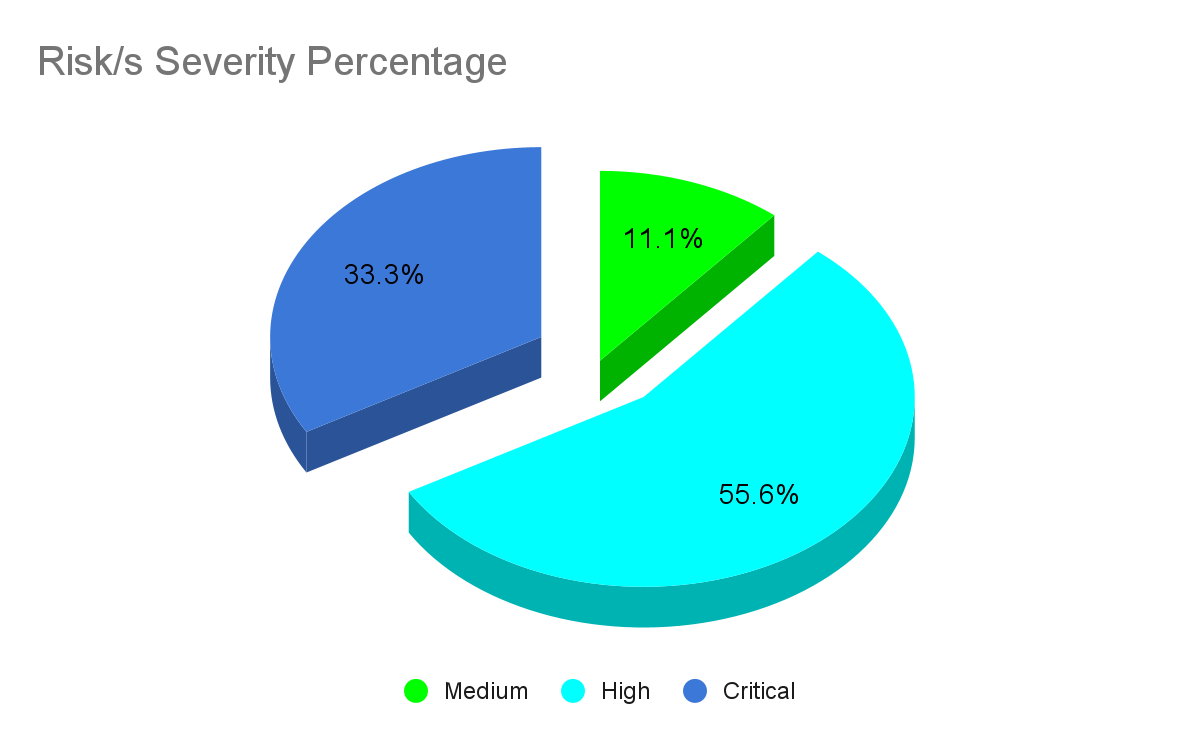 Risk/s Severity Percentage
11.1%
33.3%
55.6%
Medium High Critical